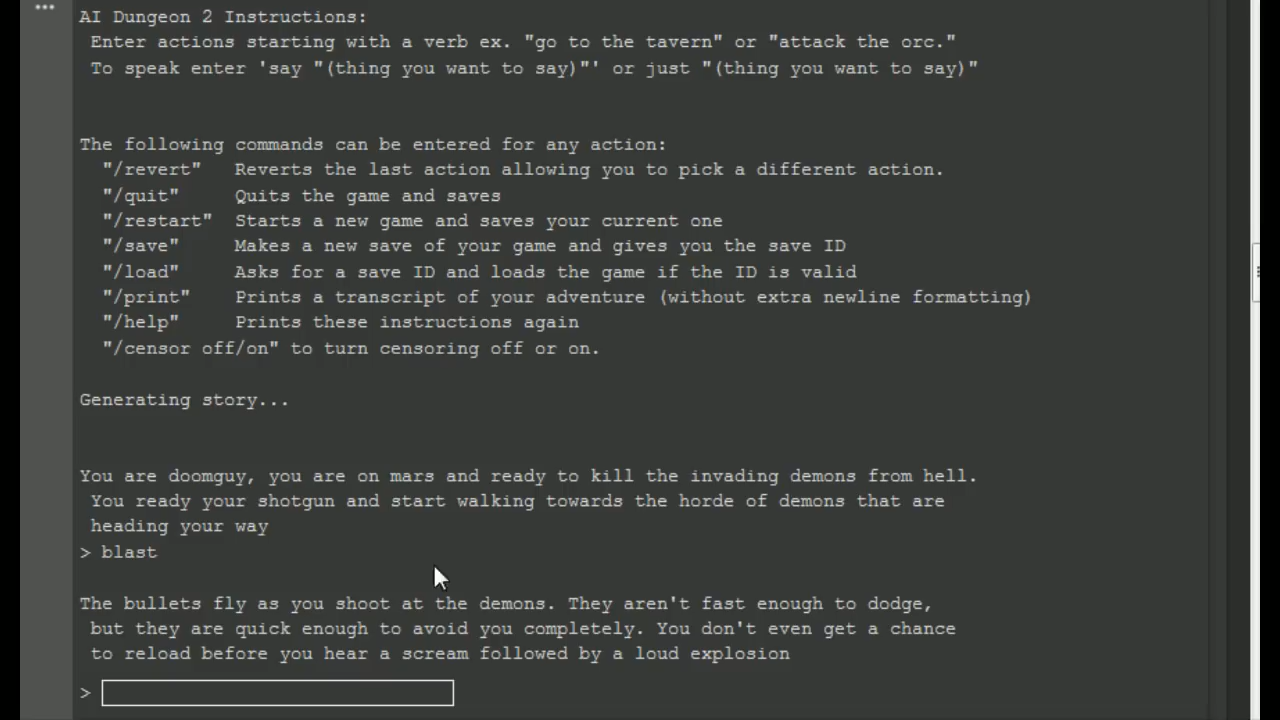 AI Dungeon 2 Instructions:
Enter actions starting with a verb ex. "go to the tavern" or "attack the orc."
To speak enter 'say "(thing you want to say)"' or just "(thing you want to say)"
The following commands can be entered for any action:
"/revert" Reverts the last action allowing you to pick a different action.
"/quit" Quits the game and saves
"/restart" Starts a new game and saves your current one
"/save" Makes a new save of your game and gives you the save ID
"/load" Asks for a save ID and loads the game if the ID is valid
"/print" Prints a transcript of your adventure (without extra newline formatting)
"/help" Prints these instructions again
"/censor off/on" to turn censoring off or on.
Generating story...
You are doomguy, you are on mars and ready to kill the invading demons from hell.
You ready your shotgun and start walking towards the horde of demons that are
heading your way
> blast
The bullets fly as you shoot at the demons. They aren't fast enough to dodge,
but they are quick enough to avoid you completely. You don't even get a chance
to reload before you hear a scream followed by a loud explosion
>